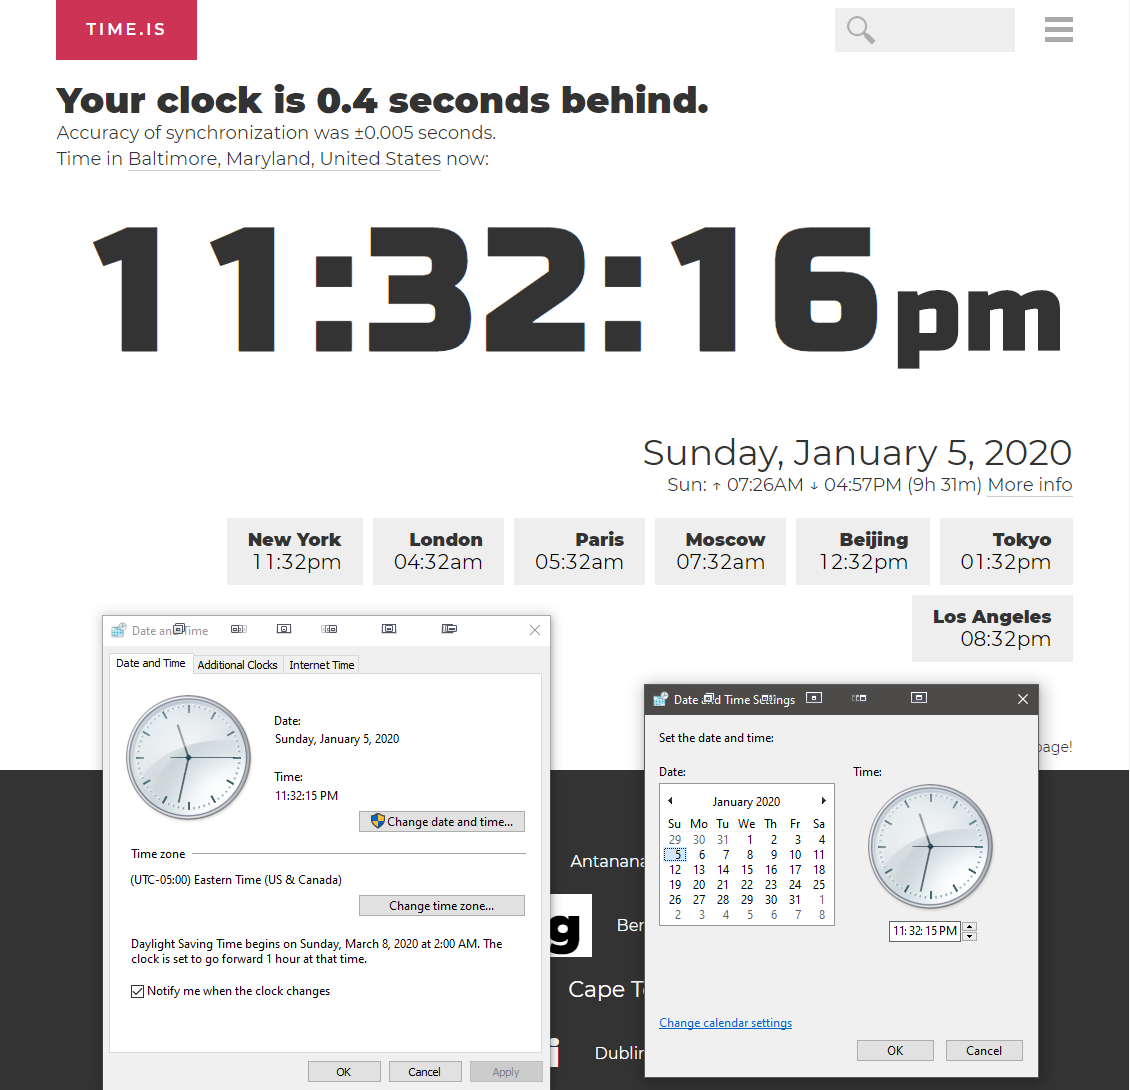 TIME.IS
Your clock is 0.4 seconds behind.
Accuracy of synchronization was ±0.005 seconds.
Time in Baltimore, Maryland, United States now:
11:32:16pm
Sunday, January 5, 2020
Sun: ↑ 07:26AM ↓ 04:57PM (9h 31m) More info
New York
11:32pm
London
04:32am
Paris
05:32am
Moscow
07:32am
Beijing
12:32pm
Tokyo
01:32pm
Los Angeles
08:32pm
page!
Antanana
g
Ber
Cape T
i
Dublin
Date and Time
Date and Time
Additional Clocks
Internet Time
Date:
Sunday, January 5, 2020
Time:
11:32:15 PM
Change date and time...
Time zone
(UTC-05:00) Eastern Time (US & Canada)
Change time zone...
Daylight Saving Time begins on Sunday, March 8, 2020 at 2:00 AM. The
clock is set to go forward 1 hour at that time.
Notify me when the clock changes
OK
Cancel
Apply
Date and Time Settings
Set the date and time:
Date:
January 2020
Su Mo Tu We Th Fr Sa
29 30 31 1 2 3 4
5 6 7 8 9 10 11
12 13 14 15 16 17 18
19 20 21 22 23 24 25
26 27 28 29 30 31 1
2 3 4 5 6 7 8
Time:
11:32:15 PM
Change calendar settings
OK
Cancel